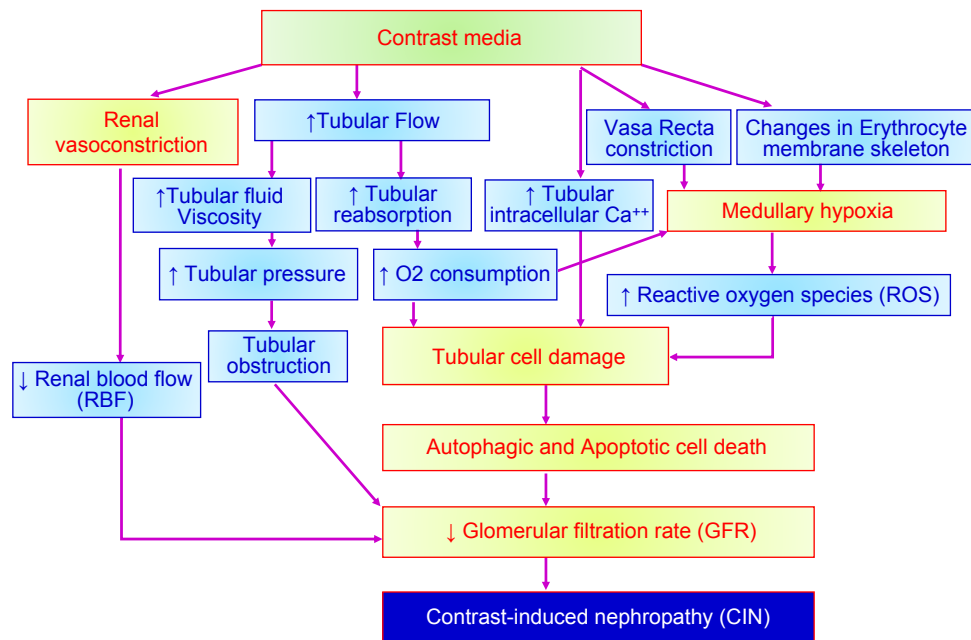 Contrast media
Renal
vasoconstriction
↑Tubular Flow
Vasa Recta
constriction
Changes in Erythrocyte
membrane skeleton
↑Tubular fluid
Viscosity
↑ Tubular
reabsorption
↑ Tubular
intracellular Ca⁺⁺
Medullary hypoxia
↑ Tubular pressure
↑ O2 consumption
↑ Reactive oxygen species (ROS)
Tubular
obstruction
Tubular cell damage
↓ Renal blood flow
(RBF)
Autophagic and Apoptotic cell death
↓ Glomerular filtration rate (GFR)
Contrast-induced nephropathy (CIN)